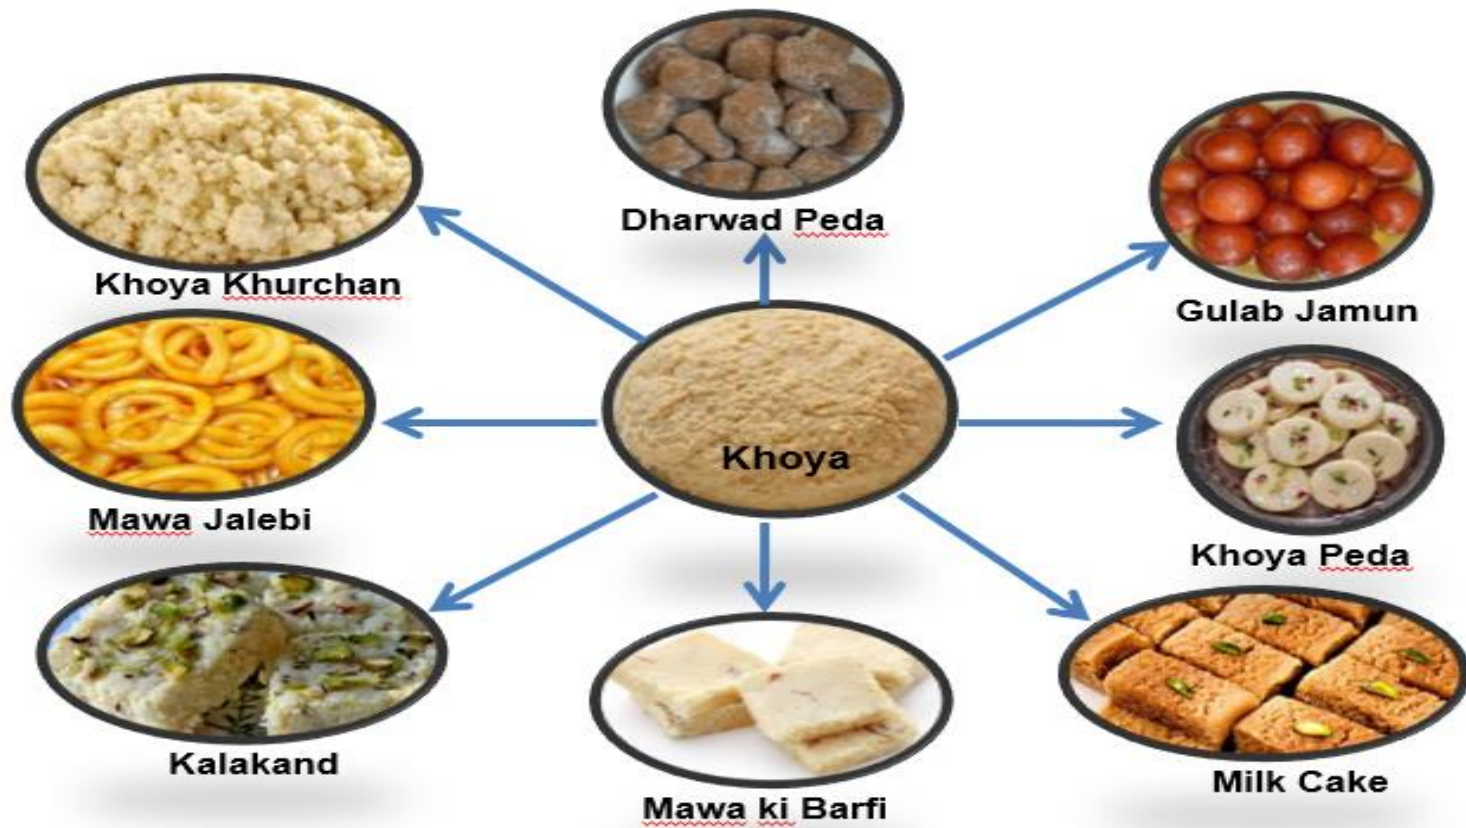 Dharwad Peda
Khoya Khurchan
Gulab Jamun
Khoya
Mawa Jalebi
Khoya Peda
Kalakand
Mawa ki Barfi
Milk Cake